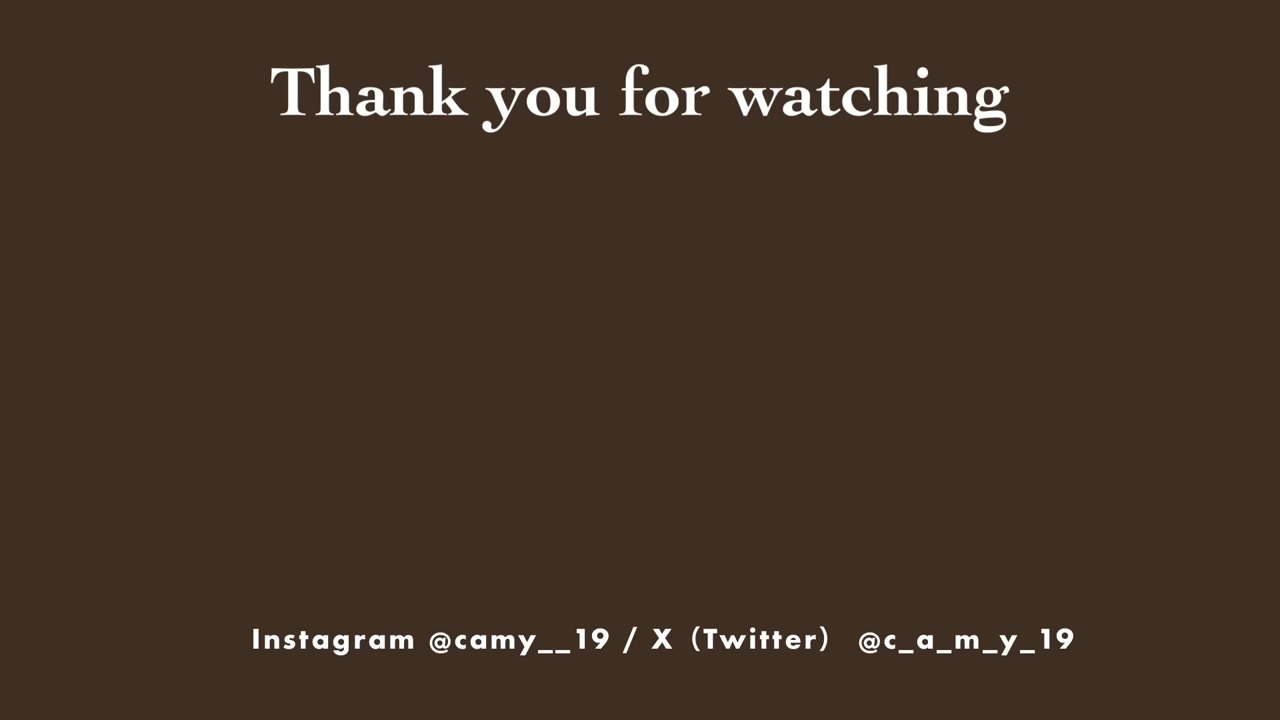 Thank you for watching
Instagram @camy__19 / X（Twitter） @c_a_m_y_19